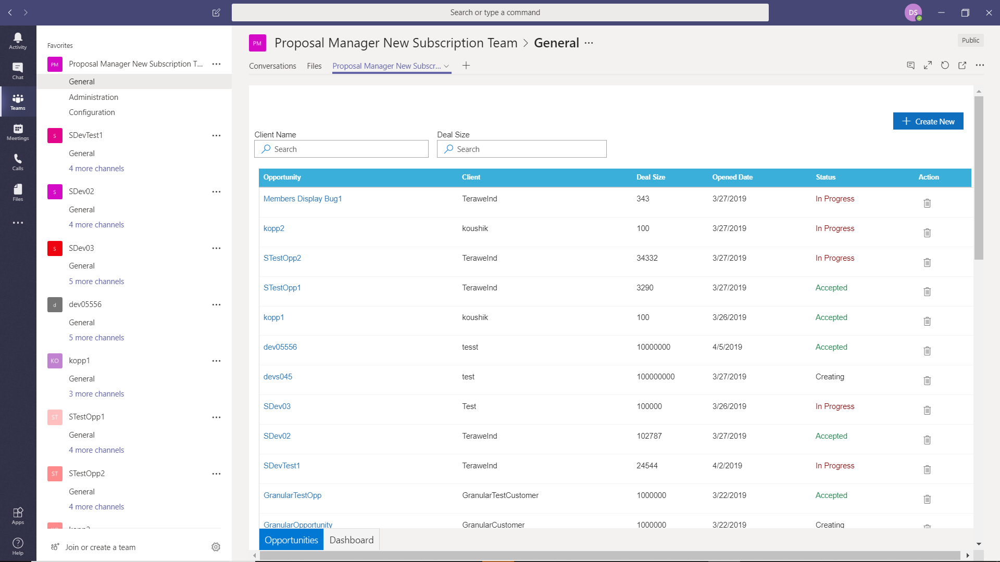 Search or type a command
DS
Activity
Chat
Teams
Meetings
Calls
Files
Apps
Help
Favorites
PM Proposal Manager New Subscription T...
General
Administration
Configuration
S SDevTest1
General
4 more channels
S SDev02
General
4 more channels
S SDev03
General
5 more channels
d dev05556
General
5 more channels
KO kopp1
General
3 more channels
ST STestOpp1
General
4 more channels
ST STestOpp2
General
4 more channels
Join or create a team
PM Proposal Manager New Subscription Team > General ...
Public
Conversations Files Proposal Manager New Subscr...
+ Create New
Client Name Deal Size
Search Search
Opportunity Client Deal Size Opened Date Status Action
Members Display Bug1 TeraweInd 343 3/27/2019 In Progress
kopp2 koushik 100 3/27/2019 In Progress
STestOpp2 TeraweInd 34332 3/27/2019 In Progress
STestOpp1 TeraweInd 3290 3/27/2019 Accepted
kopp1 koushik 100 3/26/2019 Accepted
dev05556 tesst 10000000 4/5/2019 Accepted
devs045 test 100000000 3/27/2019 Creating
SDev03 Test 100000 3/26/2019 In Progress
SDev02 TeraweInd 102787 3/27/2019 Accepted
SDevTest1 TeraweInd 24544 4/2/2019 In Progress
GranularTestOpp GranularTestCustomer 1000000 3/22/2019 Accepted
GranularOpportunity GranularCustomer 1000000 3/22/2019 Creating
Opportunities Dashboard